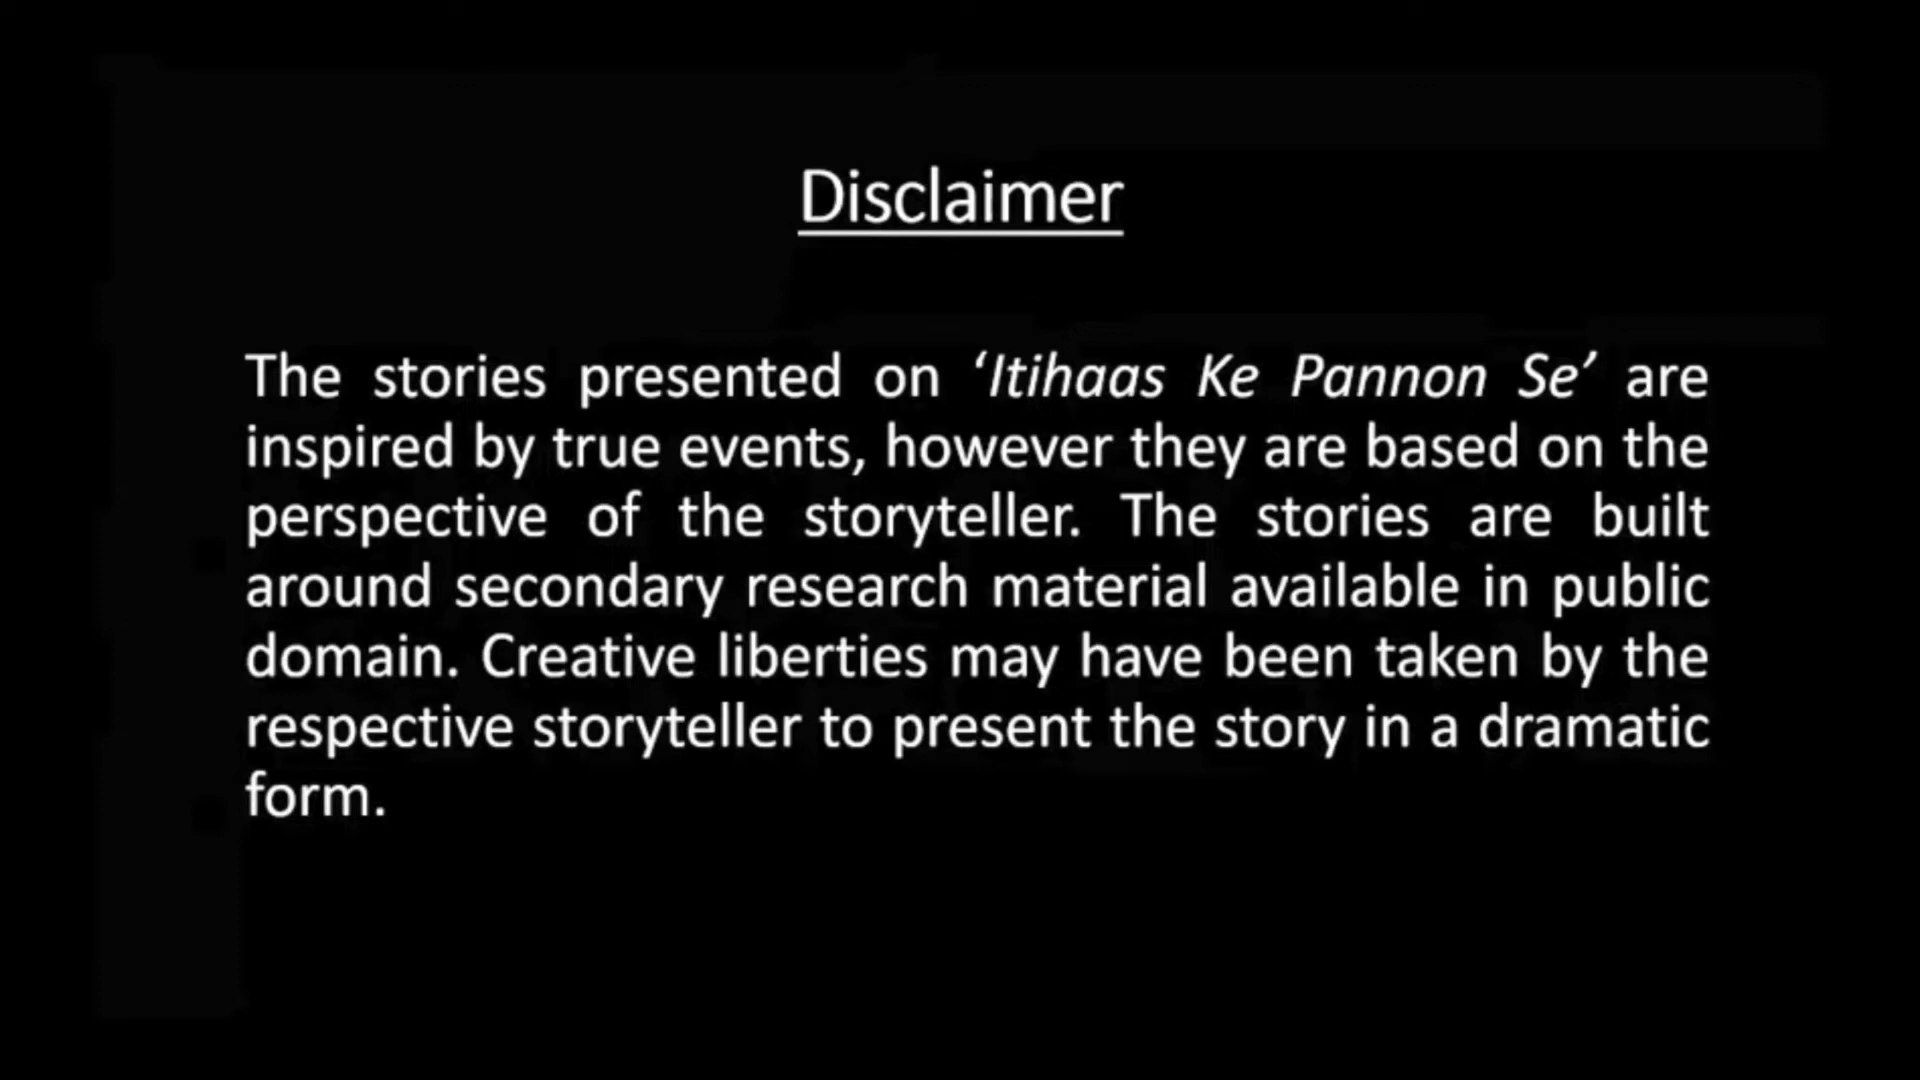 Disclaimer
The stories presented on ‘Itihaas Ke Pannon Se’ are
inspired by true events, however they are based on the
perspective of the storyteller. The stories are built
around secondary research material available in public
domain. Creative liberties may have been taken by the
respective storyteller to present the story in a dramatic
form.